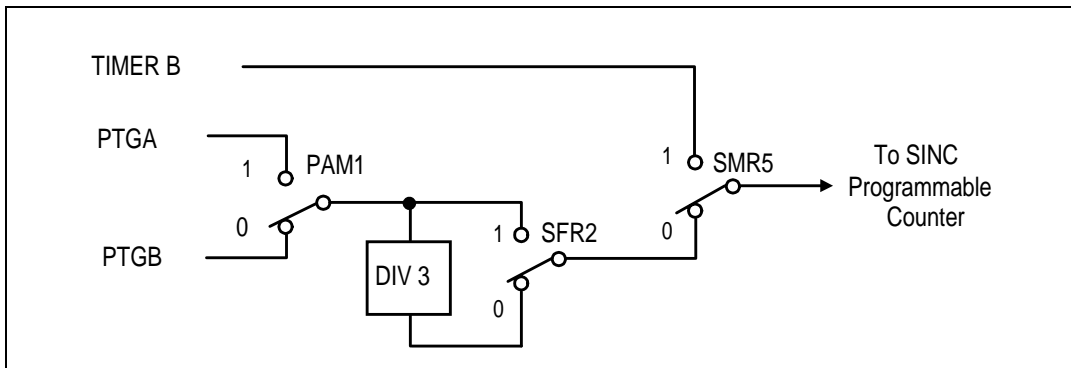 TIMER B
PTGA
1
PAM1
0
PTGB
DIV 3
1
SFR2
0
1
SMR5
0
To SINC
Programmable
Counter